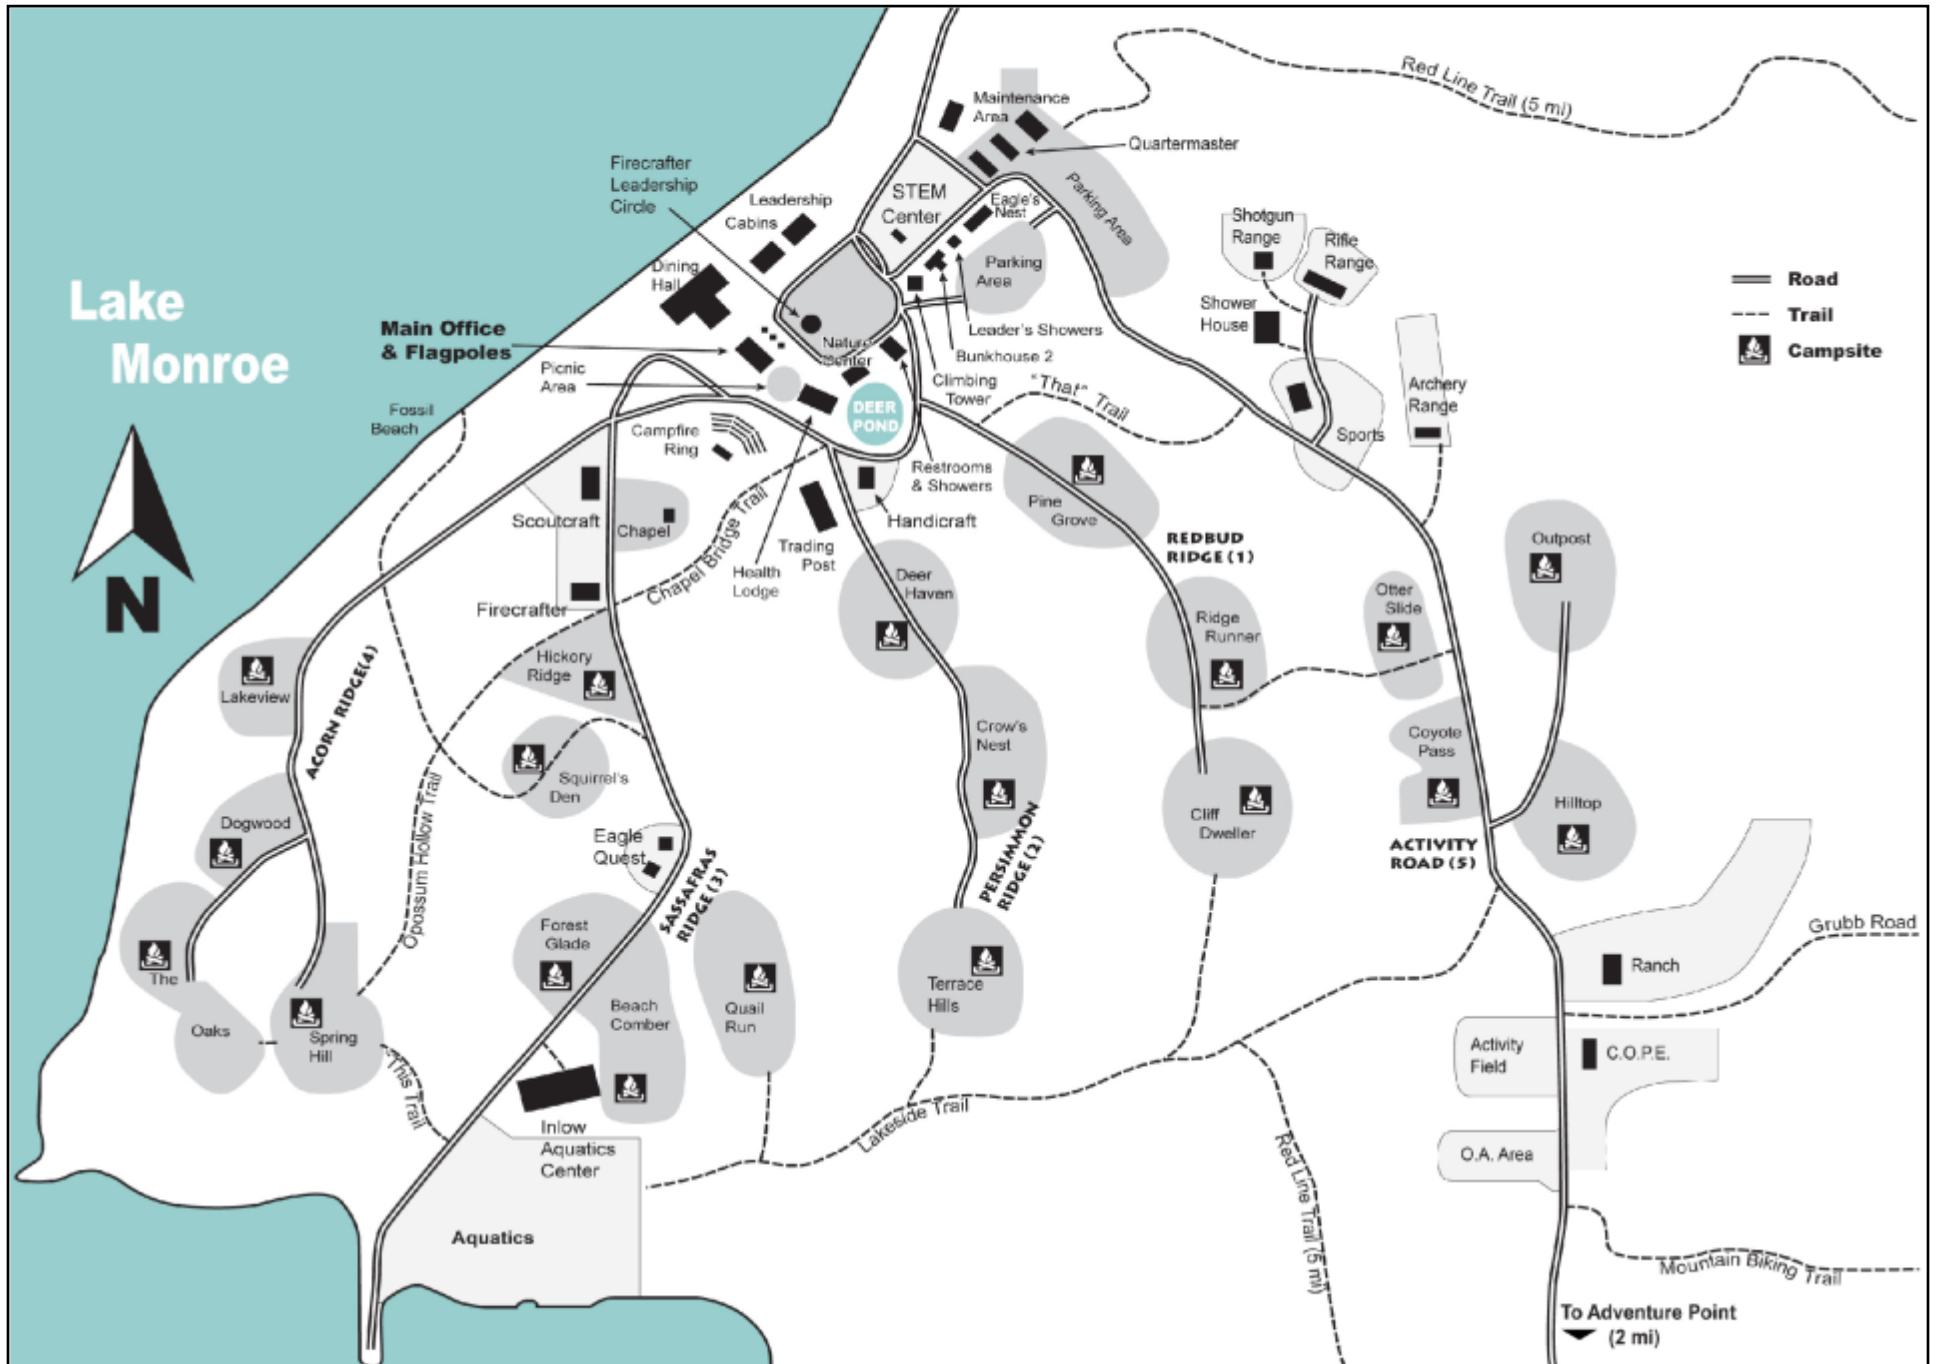 Red Line Trail (5 mi)
Maintenance
Area
Quartermaster
Parking Area
Firecrafter
Leadership
Circle
Leadership
Cabins
STEM
Center
Eagle's
Nest
Shotgun
Range
Rifle
Range
Dining
Hall
Parking
Area
Road
Trail
Campsite
Lake
Monroe
Main Office
& Flagpoles
Shower
House
Leader's Showers
Nature
Center
Bunkhouse 2
Picnic
Area
Climbing
Tower
"That" Trail
Archery
Range
Fossil
Beach
DEER
POND
Campfire
Ring
Sports
Restrooms
& Showers
Scoutcraft
Chapel
Chapel Bridge Trail
Trading
Post
Handicraft
Pine
Grove
REDBUD
RIDGE (1)
Outpost
Health
Lodge
Deer
Haven
Otter
Slide
N
Firecrafter
Ridge
Runner
Hickory
Ridge
Lakeview
ACORN RIDGE(4)
Crow's
Nest
Coyote
Pass
Squirrel's
Den
Dogwood
Opossum Hollow Trail
Eagle
Quest
Cliff
Dweller
Hilltop
PERSIMMON
RIDGE (2)
ACTIVITY
ROAD (5)
SASSAFRAS
RIDGE (3)
Forest
Glade
Grubb Road
The
Oaks
Ranch
Terrace
Hills
Beach
Comber
Quail
Run
Spring
Hill
Activity
Field
C.O.P.E.
This Trail
Lakeside Trail
Inlow
Aquatics
Center
Red Line Trail (5 mi)
O.A. Area
Aquatics
Mountain Biking Trail
To Adventure Point
(2 mi)